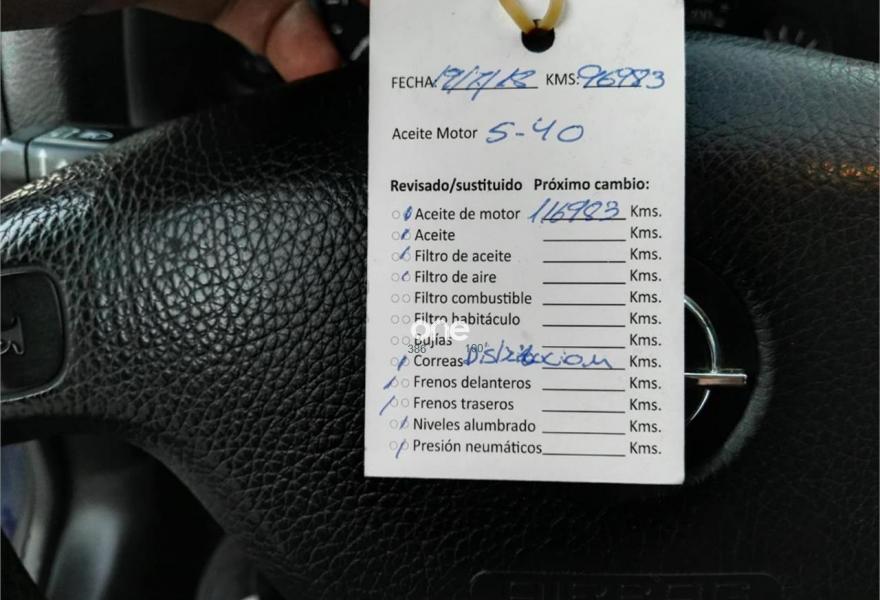 FECHA: 19/7/18 KMS: 96983
Aceite Motor 5-40
Revisado/sustituido Próximo cambio:
Aceite de motor 116983 Kms.
Aceite Kms.
Filtro de aceite Kms.
Filtro de aire Kms.
Filtro combustible Kms.
Filtro habitáculo Kms.
Bujías Kms.
Correas Distribucion Kms.
Frenos delanteros Kms.
Frenos traseros Kms.
Niveles alumbrado Kms.
Presión neumáticos Kms.
one